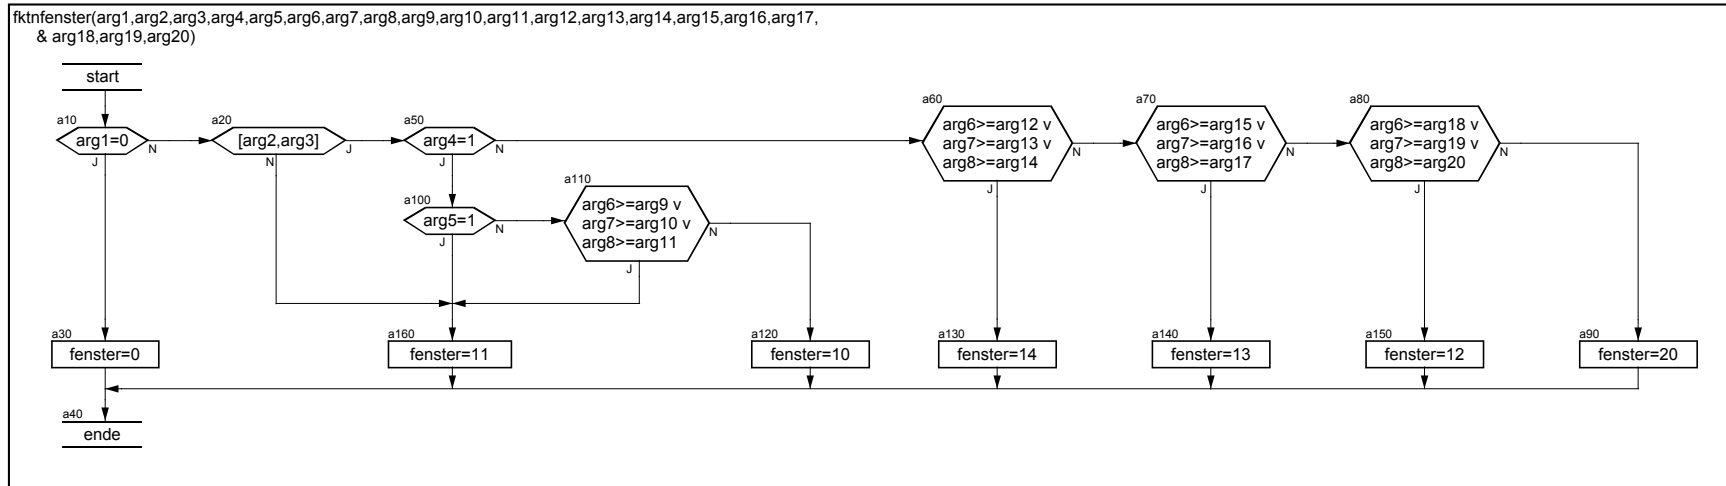 fktnfenster(arg1,arg2,arg3,arg4,arg5,arg6,arg7,arg8,arg9,arg10,arg11,arg12,arg13,arg14,arg15,arg16,arg17,
& arg18,arg19,arg20)
start
a10
arg1=0
N
J
a20
[arg2,arg3]
J
N
a50
arg4=1
N
J
a60
arg6>=arg12 v
arg7>=arg13 v
arg8>=arg14
N
J
a70
arg6>=arg15 v
arg7>=arg16 v
arg8>=arg17
N
J
a80
arg6>=arg18 v
arg7>=arg19 v
arg8>=arg20
N
J
a100
arg5=1
N
J
a110
arg6>=arg9 v
arg7>=arg10 v
arg8>=arg11
N
J
a30
fenster=0
a160
fenster=11
a120
fenster=10
a130
fenster=14
a140
fenster=13
a150
fenster=12
a90
fenster=20
a40
ende